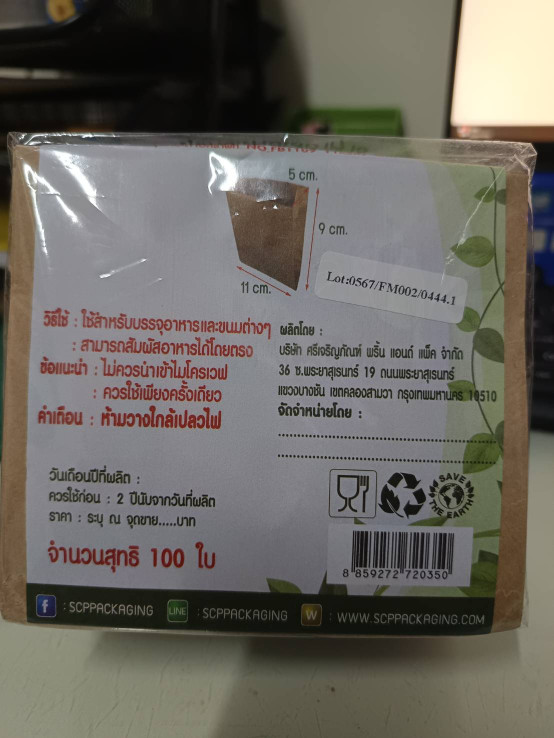 5 cm.
9 cm.
11 cm.
Lot:0567/FM002/0444.1
วิธีใช้ : ใช้สำหรับบรรจุอาหารและขนมต่างๆ
: สามารถสัมผัสอาหารได้โดยตรง
ข้อแนะนำ : ไม่ควรนำเข้าไมโครเวฟ
: ควรใช้เพียงครั้งเดียว
คำเตือน : ห้ามวางใกล้เปลวไฟ
ผลิตโดย :
บริษัท ศรีเจริญภัณฑ์ พริ้น แอนด์ แพ็ค จำกัด
36 ซ.พระยาสุเรนทร์ 19 ถนนพระยาสุเรนทร์
แขวงบางชัน เขตคลองสามวา กรุงเทพมหานคร 10510
จัดจำหน่ายโดย :
วันเดือนปีที่ผลิต :
ควรใช้ก่อน : 2 ปีนับจากวันที่ผลิต
ราคา : ระบุ ณ จุดขาย.....บาท
จำนวนสุทธิ 100 ใบ
SAVE
THE EARTH
8 859272 720350
f : SCPPACKAGING LINE : SCPPACKAGING W : WWW.SCPPACKAGING.COM